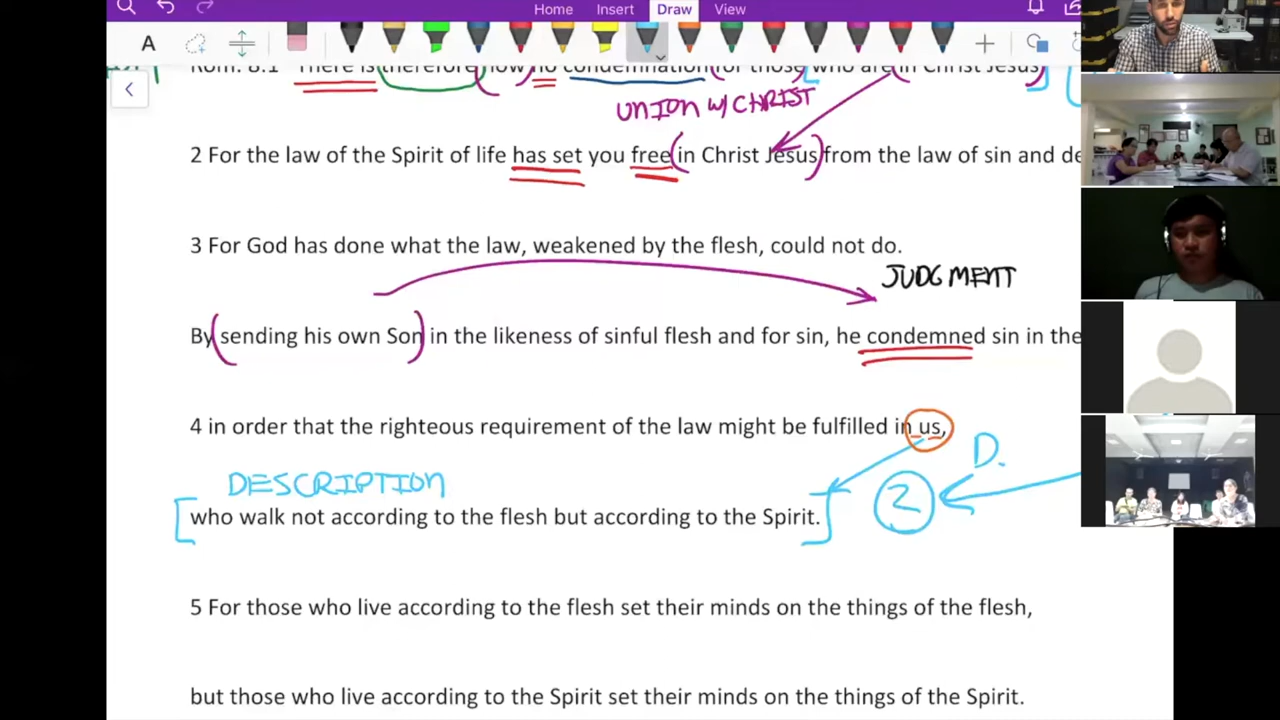 Home Insert Draw View
A
Rom. 8:1 There is therefore now no condemnation for those who are in Christ Jesus
UNION W/ CHRIST
2 For the law of the Spirit of life has set you free in Christ Jesus from the law of sin and de
3 For God has done what the law, weakened by the flesh, could not do.
JUDGMENT
By (sending his own Son) in the likeness of sinful flesh and for sin, he condemned sin in the
4 in order that the righteous requirement of the law might be fulfilled in us,
D.
DESCRIPTION
2
[who walk not according to the flesh but according to the Spirit.]
5 For those who live according to the flesh set their minds on the things of the flesh,
but those who live according to the Spirit set their minds on the things of the Spirit.